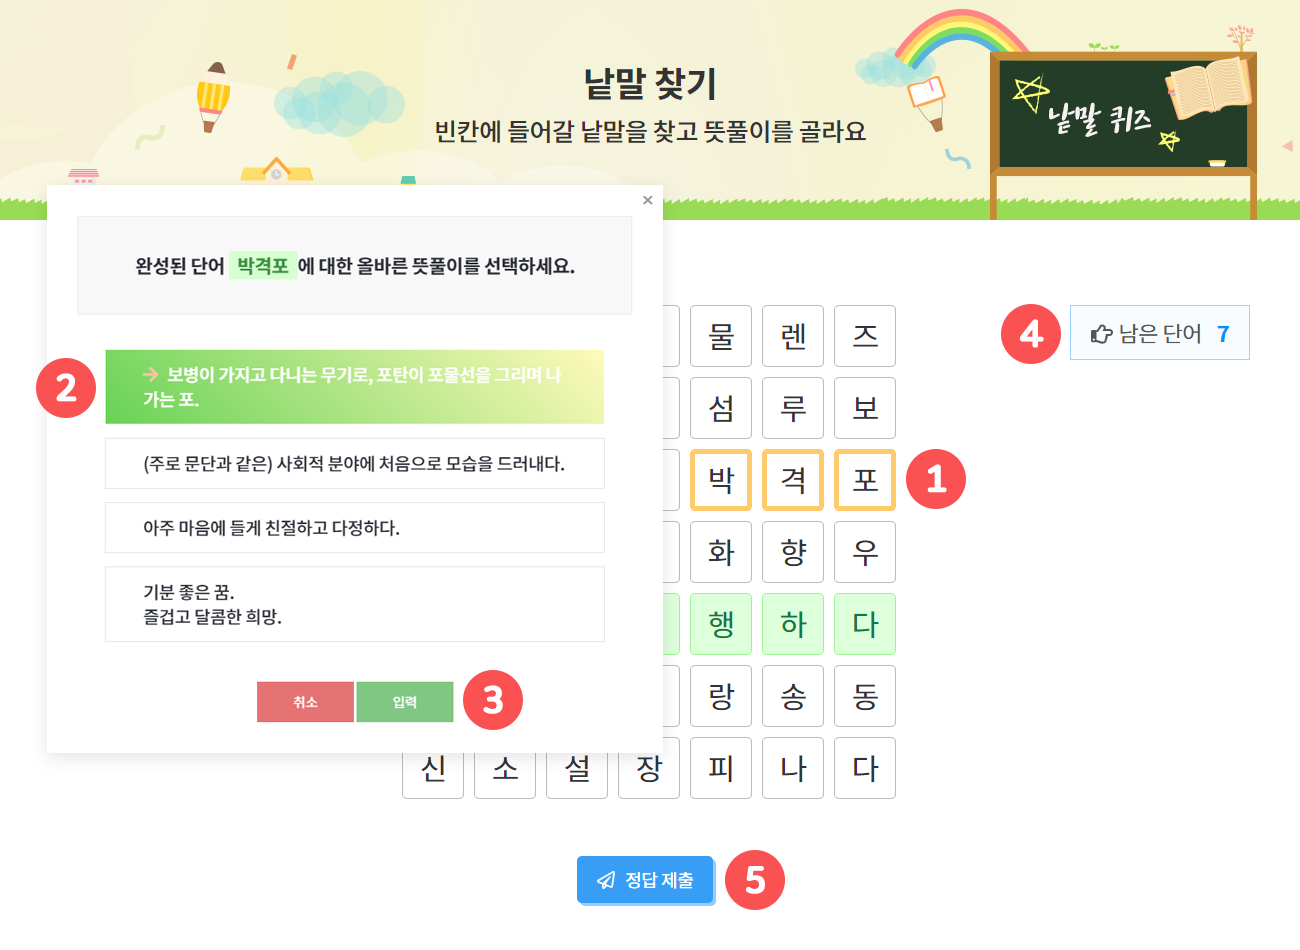 낱말 찾기
빈칸에 들어갈 낱말을 찾고 뜻풀이를 골라요
낱말 퀴즈
×
완성된 단어 박격포 에 대한 올바른 뜻풀이를 선택하세요.
2
→ 보병이 가지고 다니는 무기로, 포탄이 포물선을 그리며 나
가는 포.
(주로 문단과 같은) 사회적 분야에 처음으로 모습을 드러내다.
아주 마음에 들게 친절하고 다정하다.
기분 좋은 꿈.
즐겁고 달콤한 희망.
취소 입력 3
물 렌 즈
섬 루 보
박 격 포 1
화 향 우
행 하 다
랑 송 동
신 소 설 장 피 나 다
4 남은 단어 7
정답 제출 5